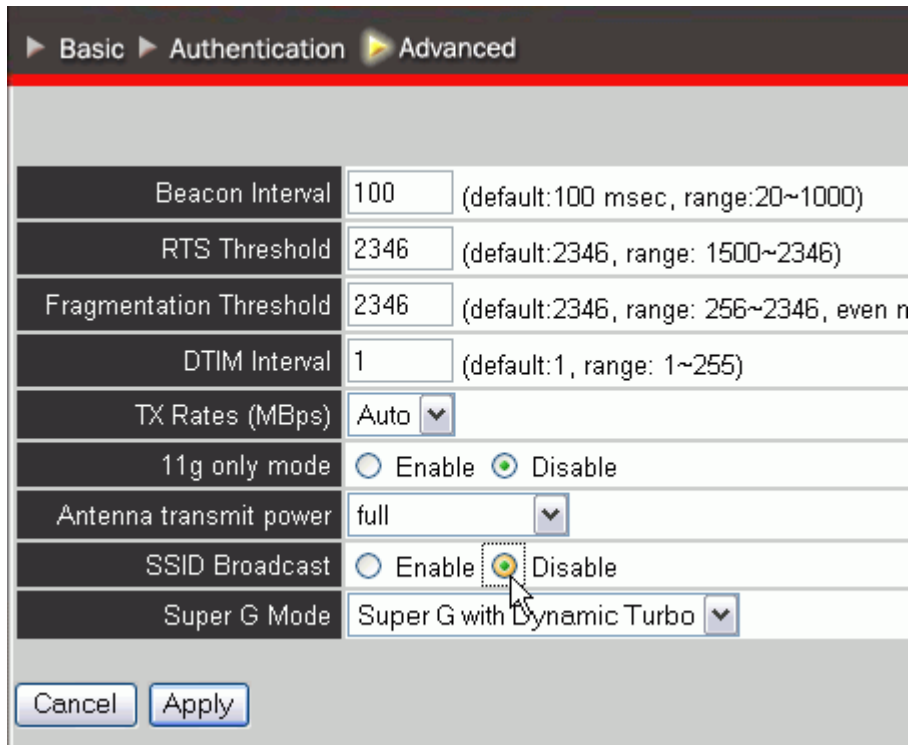 Basic Authentication Advanced
Beacon Interval 100 (default:100 msec, range:20~1000)
RTS Threshold 2346 (default:2346, range: 1500~2346)
Fragmentation Threshold 2346 (default:2346, range: 256~2346, even
DTIM Interval 1 (default:1, range: 1~255)
TX Rates (MBps) Auto
11g only mode Enable Disable
Antenna transmit power full
SSID Broadcast Enable Disable
Super G Mode Super G with Dynamic Turbo
Cancel Apply